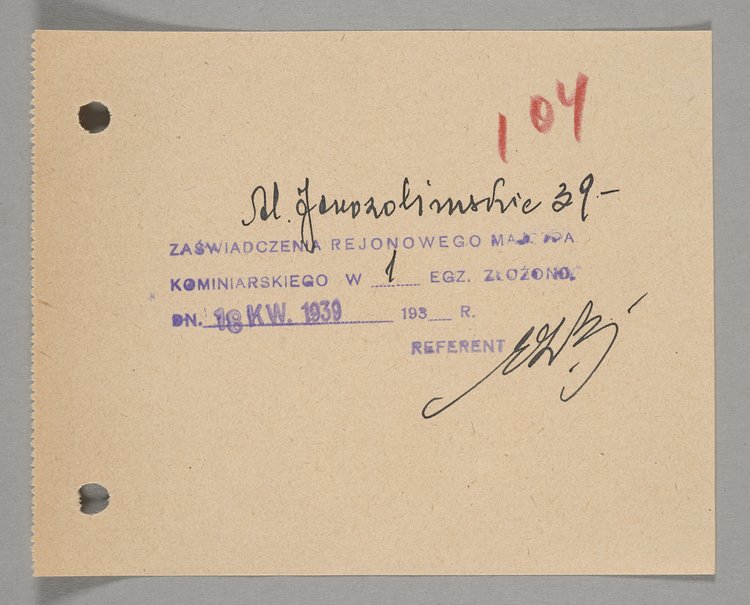 104
Al. Jerozolimskie 39-
ZAŚWIADCZENIA REJONOWEGO MAJSTRA
KOMINIARSKIEGO W 1 EGZ. ZŁOŻONO.
DN. 18 KW. 1939 193 R.
REFERENT